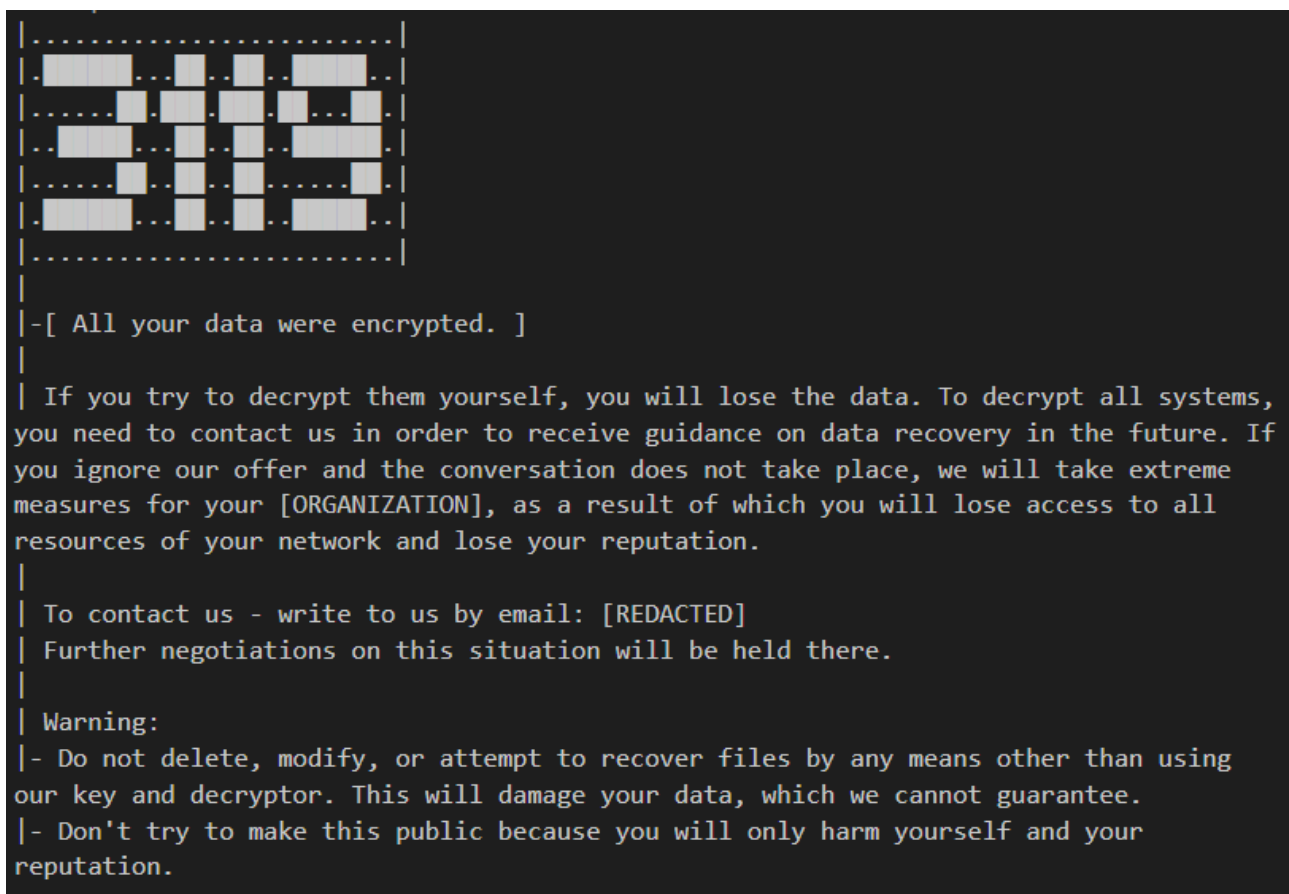 |.........................|
|.██████...██..██..█████..|
|......██.███.███.██...██.|
|..█████...██..██..██████.|
|......██..██..██......██.|
|.██████...██..██..█████..|
|.........................|
|
|-[ All your data were encrypted. ]
|
| If you try to decrypt them yourself, you will lose the data. To decrypt all systems,
you need to contact us in order to receive guidance on data recovery in the future. If
you ignore our offer and the conversation does not take place, we will take extreme
measures for your [ORGANIZATION], as a result of which you will lose access to all
resources of your network and lose your reputation.
|
| To contact us - write to us by email: [REDACTED]
| Further negotiations on this situation will be held there.
|
| Warning:
|- Do not delete, modify, or attempt to recover files by any means other than using
our key and decryptor. This will damage your data, which we cannot guarantee.
|- Don't try to make this public because you will only harm yourself and your
reputation.